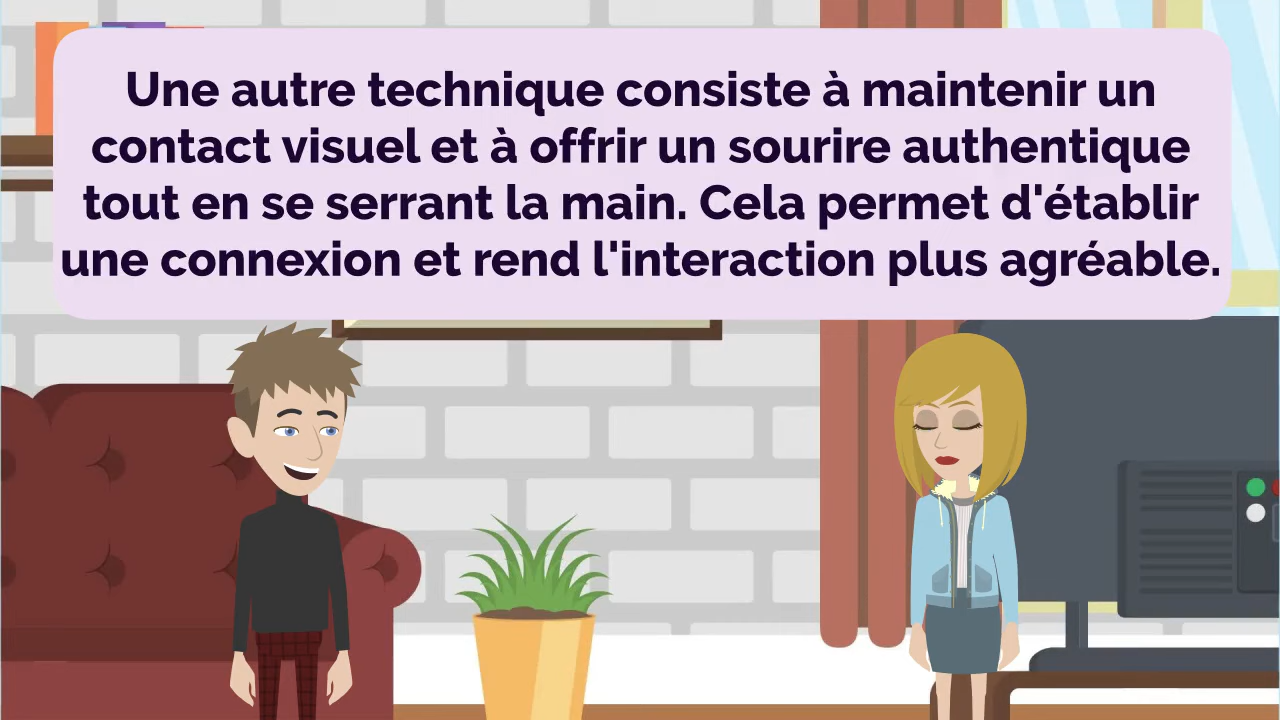 Une autre technique consiste à maintenir un
contact visuel et à offrir un sourire authentique
tout en se serrant la main. Cela permet d'établir
une connexion et rend l'interaction plus agréable.